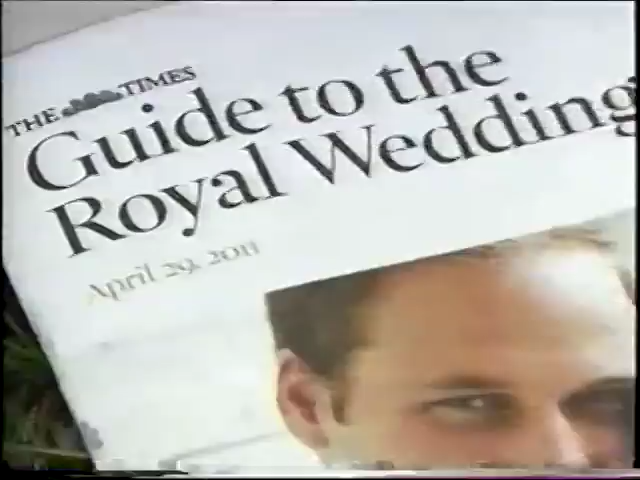 THE TIMES
Guide to the
Royal Wedding
April 29, 2011